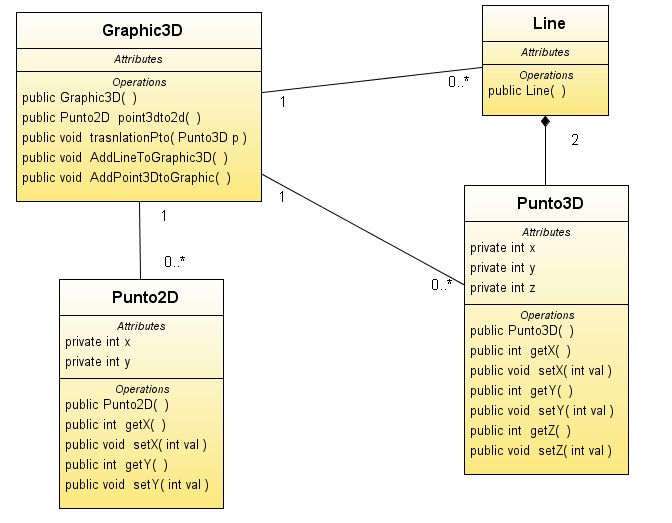 Graphic3D
Attributes
Operations
public Graphic3D( )
public Punto2D point3dto2d( )
public void trasnlationPto( Punto3D p )
public void AddLineToGraphic3D( )
public void AddPoint3DtoGraphic( )
Line
Attributes
Operations
public Line( )
1
0..*
2
1
0..*
1
0..*
Punto2D
Attributes
private int x
private int y
Operations
public Punto2D( )
public int getX( )
public void setX( int val )
public int getY( )
public void setY( int val )
Punto3D
Attributes
private int x
private int y
private int z
Operations
public Punto3D( )
public int getX( )
public void setX( int val )
public int getY( )
public void setY( int val )
public int getZ( )
public void setZ( int val )